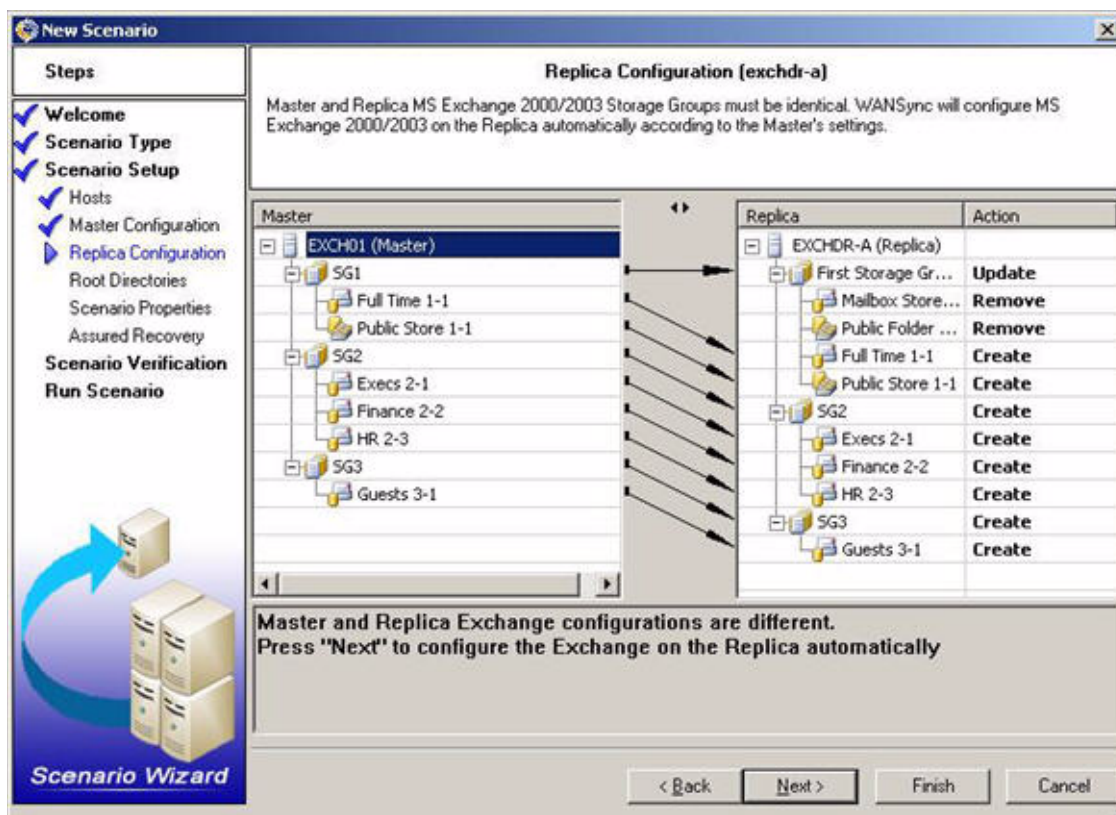 New Scenario
Steps
Welcome
Scenario Type
Scenario Setup
Hosts
Master Configuration
Replica Configuration
Root Directories
Scenario Properties
Assured Recovery
Scenario Verification
Run Scenario
Scenario Wizard
Replica Configuration (exchdr-a)
Master and Replica MS Exchange 2000/2003 Storage Groups must be identical. WANSync will configure MS
Exchange 2000/2003 on the Replica automatically according to the Master's settings.
Master
EXCH01 (Master)
SG1
Full Time 1-1
Public Store 1-1
SG2
Execs 2-1
Finance 2-2
HR 2-3
SG3
Guests 3-1
Replica Action
EXCHDR-A (Replica)
First Storage Gr... Update
Mailbox Store... Remove
Public Folder ... Remove
Full Time 1-1 Create
Public Store 1-1 Create
SG2 Create
Execs 2-1 Create
Finance 2-2 Create
HR 2-3 Create
SG3 Create
Guests 3-1 Create
Master and Replica Exchange configurations are different.
Press "Next" to configure the Exchange on the Replica automatically
< Back Next > Finish Cancel